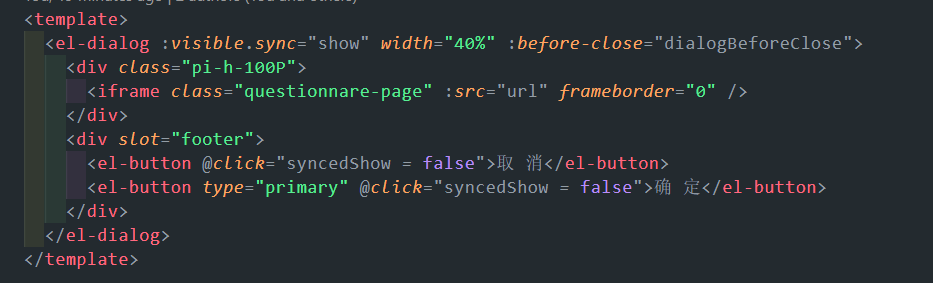 <template>
<el-dialog :visible.sync="show" width="40%" :before-close="dialogBeforeClose">
<div class="pi-h-100P">
<iframe class="questionnare-page" :src="url" frameborder="0" />
</div>
<div slot="footer">
<el-button @click="syncedShow = false">取 消</el-button>
<el-button type="primary" @click="syncedShow = false">确 定</el-button>
</div>
</el-dialog>
</template>